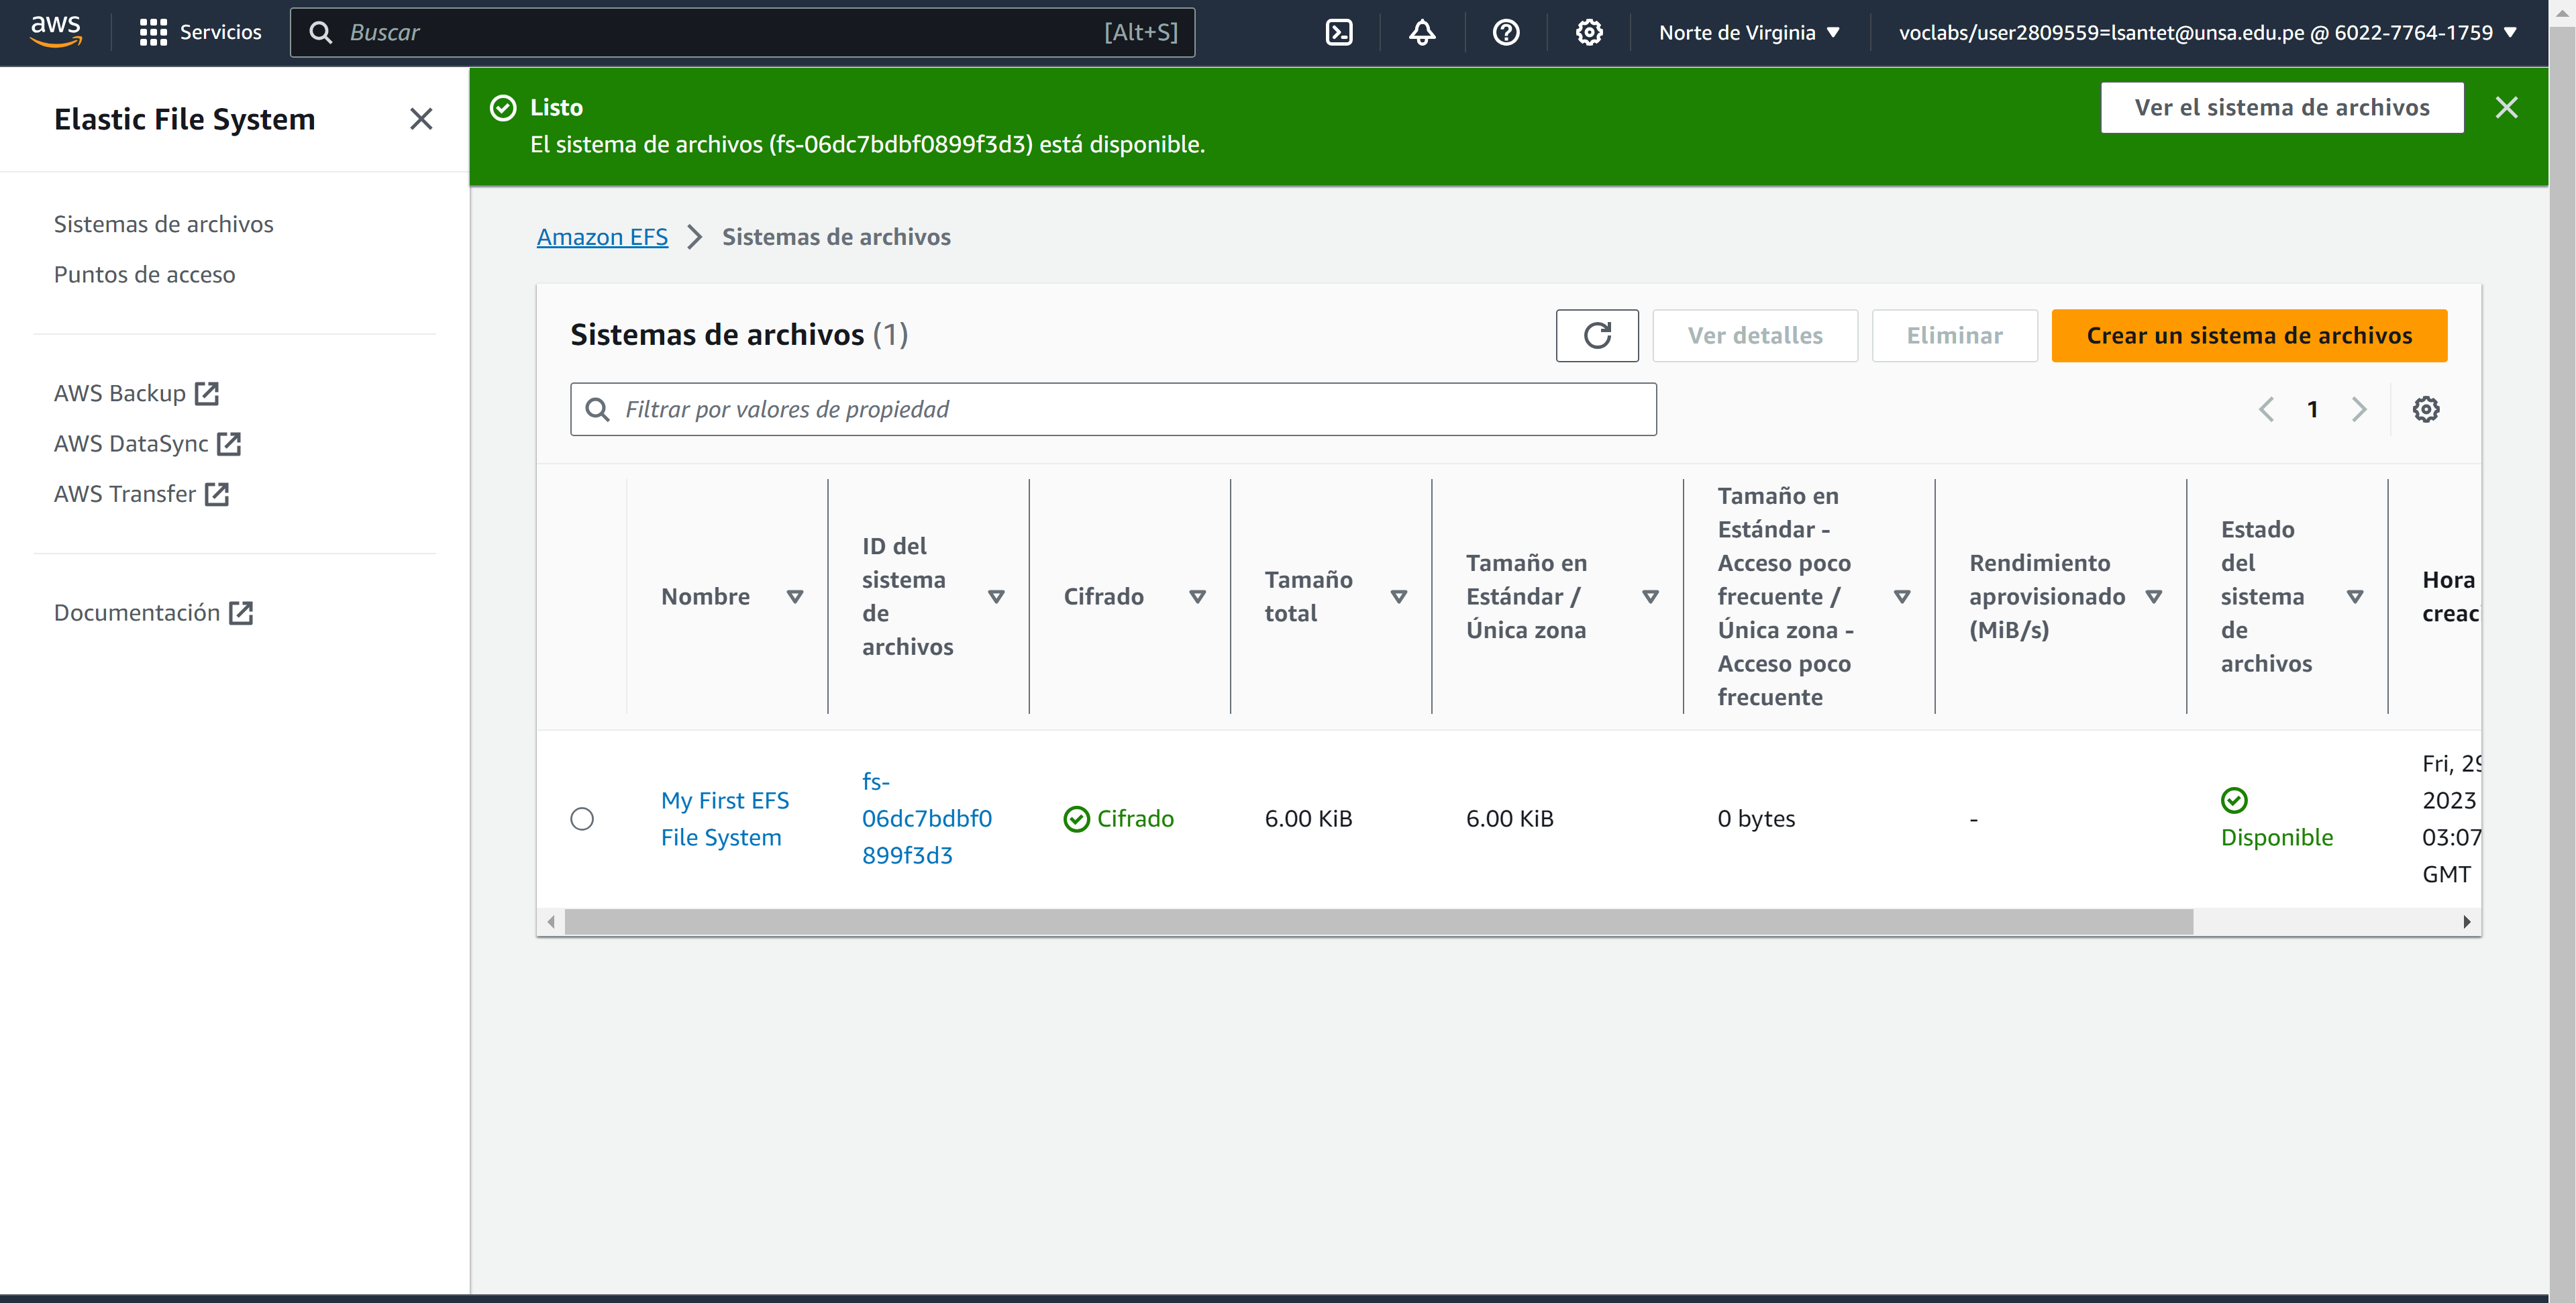 aws
Servicios
Buscar
[Alt+S]
Norte de Virginia
voclabs/user2809559=lsantet@unsa.edu.pe @ 6022-7764-1759
Elastic File System
Sistemas de archivos
Puntos de acceso
AWS Backup
AWS DataSync
AWS Transfer
Documentación
Listo
El sistema de archivos (fs-06dc7bdbf0899f3d3) está disponible.
Ver el sistema de archivos
Amazon EFS
Sistemas de archivos
Sistemas de archivos (1)
Ver detalles
Eliminar
Crear un sistema de archivos
Filtrar por valores de propiedad
1
Nombre
ID del
sistema
de
archivos
Cifrado
Tamaño
total
Tamaño en
Estándar /
Única zona
Tamaño en
Estándar -
Acceso poco
frecuente /
Única zona -
Acceso poco
frecuente
Rendimiento
aprovisionado
(MiB/s)
Estado
del
sistema
de
archivos
Hora
creac
My First EFS
File System
fs-
06dc7bdbf0
899f3d3
Cifrado
6.00 KiB
6.00 KiB
0 bytes
-
Disponible
Fri, 29
2023
03:07
GMT